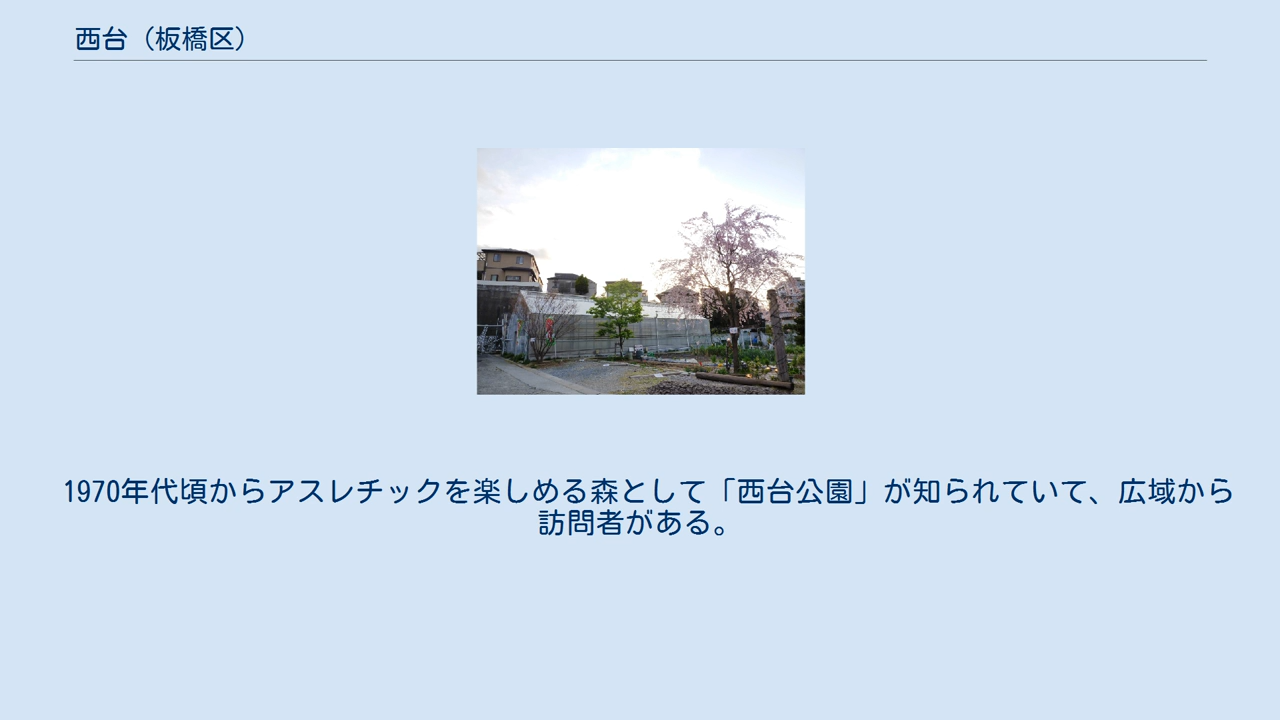 西台（板橋区）
1970年代頃からアスレチックを楽しめる森として「西台公園」が知られていて、広域から
訪問者がある。